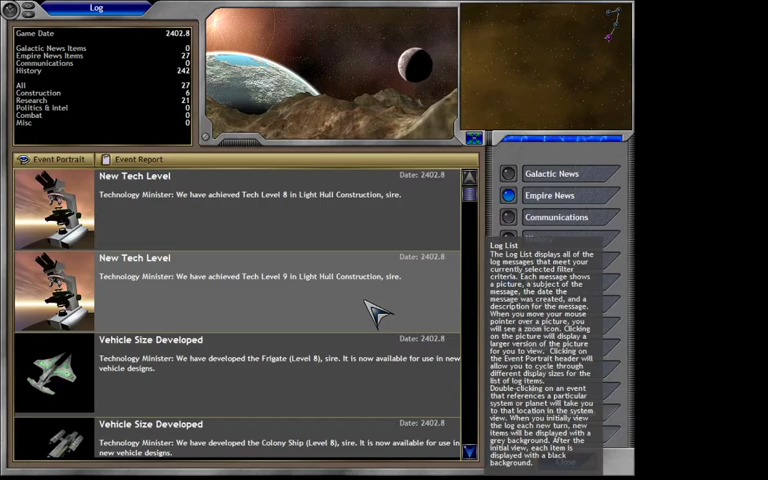 Log
Game Date 2402.8
Galactic News Items 0
Empire News Items 27
Communications 0
History 242
All 27
Construction 6
Research 21
Politics & Intel 0
Combat 0
Misc 0
Event Portrait Event Report
New Tech Level Date: 2402.8
Technology Minister: We have achieved Tech Level 8 in Light Hull Construction, sire.
New Tech Level Date: 2402.8
Technology Minister: We have achieved Tech Level 9 in Light Hull Construction, sire.
Vehicle Size Developed Date: 2402.8
Technology Minister: We have developed the Frigate (Level 8), sire. It is now available for use in new
vehicle designs.
Vehicle Size Developed Date: 2402.8
Technology Minister: We have developed the Colony Ship (Level 8), sire. It is now available for use in
new vehicle designs.
Galactic News
Empire News
Communications
Log List
The Log List displays all of the
log messages that meet your
currently selected filter
criteria. Each message shows
a picture, a subject of the
message, the date the
message was created, and a
description for the message.
When you move your mouse
pointer over a picture, you
will see a zoom icon. Clicking
on the picture will display a
larger version of the picture
for you to view. Clicking on
the Event Portrait header will
allow you to cycle through
different display sizes for the
list of log items.
Double-clicking on an event
that references a particular
system or planet will take you
to that location in the system
view. When you initially view
the log each new turn, new
items will be displayed with a
grey background. After the
initial view, each item is
displayed with a black
background.